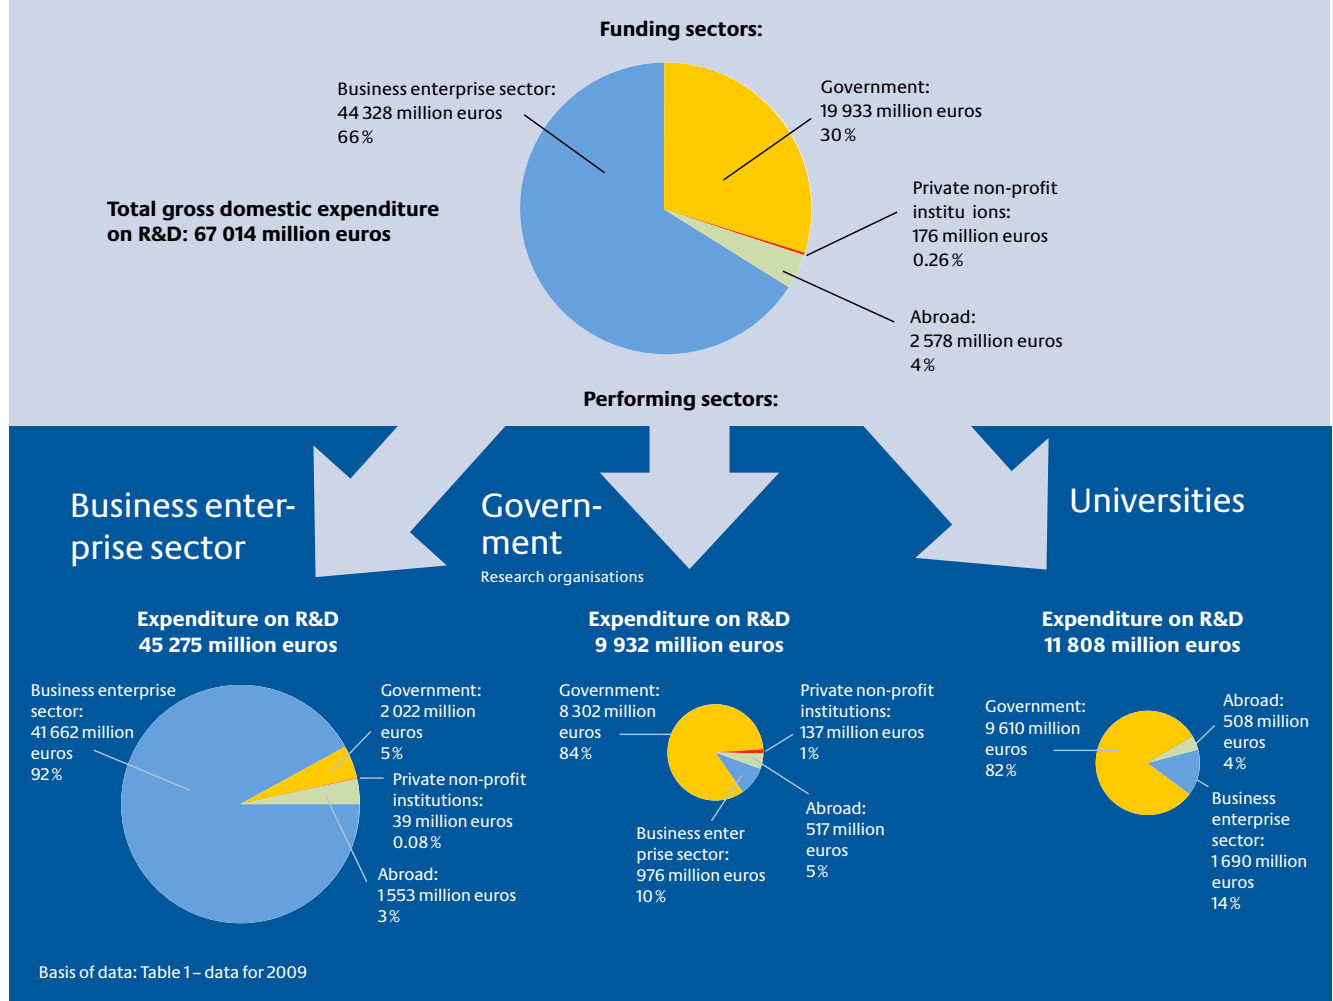 Funding sectors:
Business enterprise sector:
44 328 million euros
66 %
Government:
19 933 million euros
30 %
Total gross domestic expenditure
on R&D: 67 014 million euros
Private non-profit
institu ions:
176 million euros
0.26 %
Abroad:
2 578 million euros
4 %
Performing sectors:
Business enter-
prise sector
Govern-
ment
Research organisations
Universities
Expenditure on R&D
45 275 million euros
Business enterprise
sector:
41 662 million
euros
92 %
Government:
2 022 million
euros
5 %
Private non-profit
institutions:
39 million euros
0.08 %
Abroad:
1 553 million euros
3 %
Expenditure on R&D
9 932 million euros
Government:
8 302 million
euros
84 %
Private non-profit
institutions:
137 million euros
1 %
Abroad:
517 million
euros
5 %
Business enter
prise sector:
976 million euros
10 %
Expenditure on R&D
11 808 million euros
Government:
9 610 million
euros
82 %
Abroad:
508 million
euros
4 %
Business
enterprise
sector:
1 690 million
euros
14 %
Basis of data: Table 1 – data for 2009